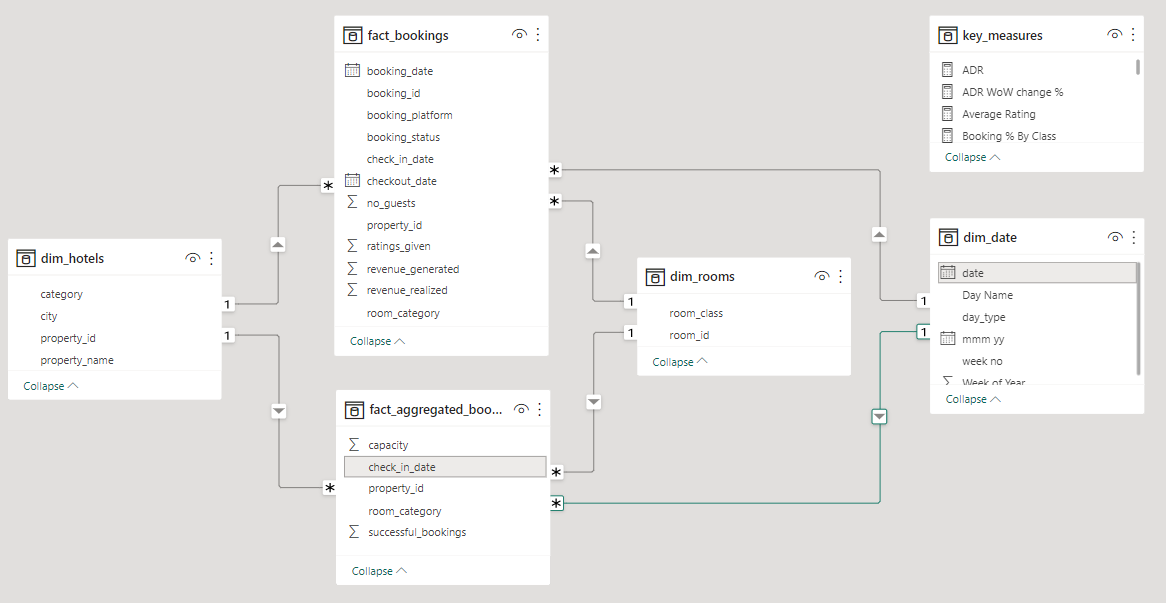 fact_bookings
booking_date
booking_id
booking_platform
booking_status
check_in_date
checkout_date
no_guests
property_id
ratings_given
revenue_generated
revenue_realized
room_category
Collapse
key_measures
ADR
ADR WoW change %
Average Rating
Booking % By Class
Collapse
*
*
*
dim_hotels
category
city
property_id
property_name
Collapse
1
1
dim_rooms
room_class
room_id
Collapse
1
1
dim_date
date
Day Name
day_type
mmm yy
week no
Week of Year
Collapse
1
1
fact_aggregated_boo...
capacity
check_in_date
property_id
room_category
successful_bookings
Collapse
*
*
*